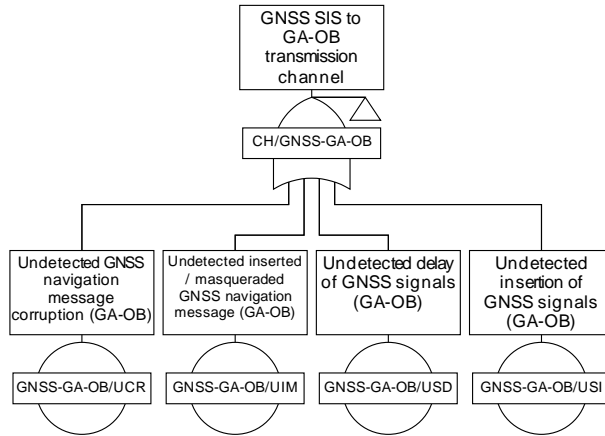 GNSS SIS to
GA-OB
transmission
channel
CH/GNSS-GA-OB
Undetected GNSS
navigation
message
corruption (GA-OB)
Undetected inserted
/ masqueraded
GNSS navigation
message (GA-OB)
Undetected delay
of GNSS signals
(GA-OB)
Undetected
insertion of
GNSS signals
(GA-OB)
GNSS-GA-OB/UCR
GNSS-GA-OB/UIM
GNSS-GA-OB/USD
GNSS-GA-OB/USI